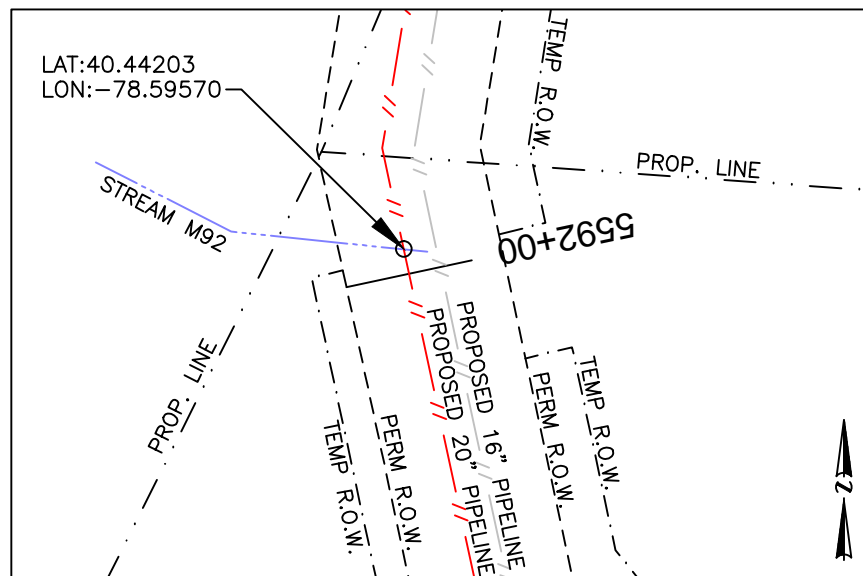 LAT:40.44203
LON:-78.59570
TEMP R.O.W.
PROP. LINE
STREAM M92
5592+00
PROP. LINE
TEMP R.O.W.
PERM R.O.W.
PROPOSED 20" PIPELINE
PROPOSED 16" PIPELINE
PERM R.O.W.
TEMP R.O.W.
N